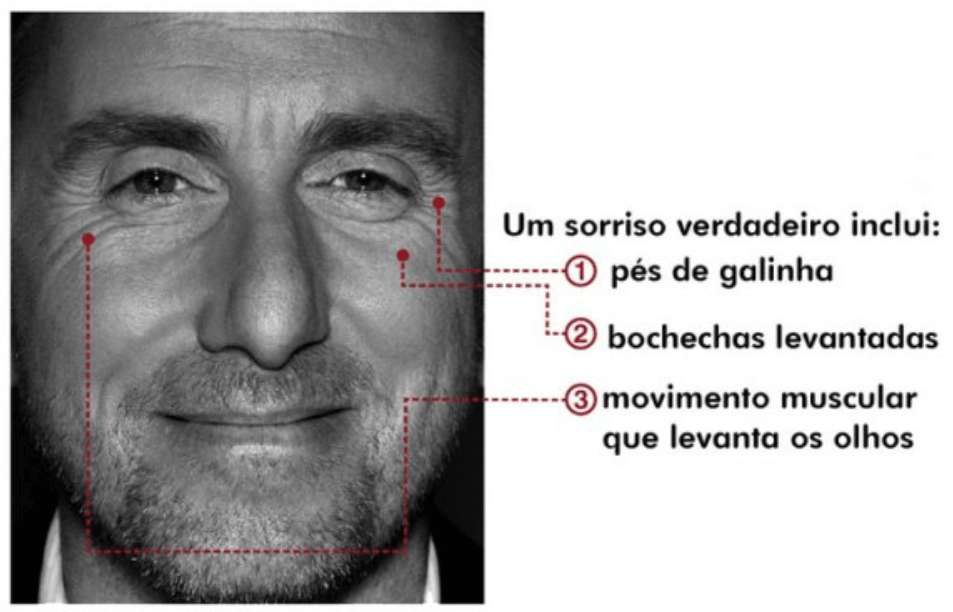 Um sorriso verdadeiro inclui:
① pés de galinha
② bochechas levantadas
③ movimento muscular
que levanta os olhos